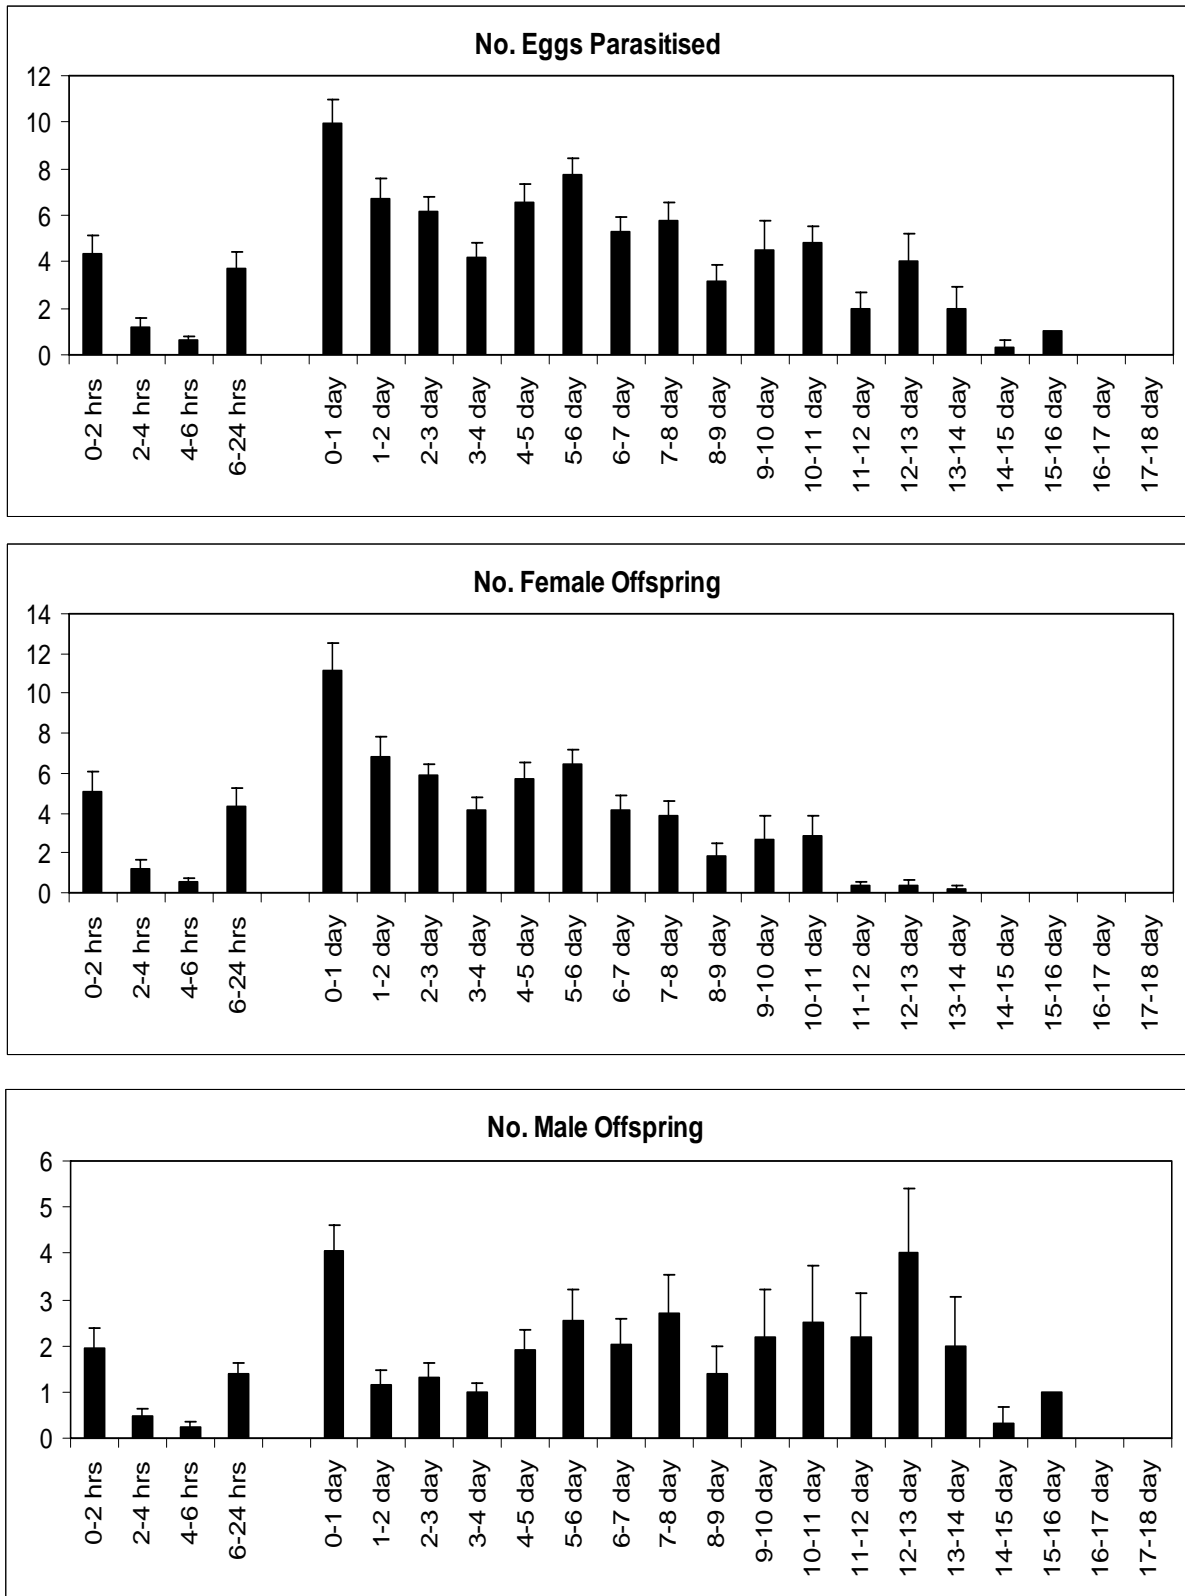 No. Eggs Parasitised
12
10
8
6
4
2
0
0-2 hrs
2-4 hrs
4-6 hrs
6-24 hrs
0-1 day
1-2 day
2-3 day
3-4 day
4-5 day
5-6 day
6-7 day
7-8 day
8-9 day
9-10 day
10-11 day
11-12 day
12-13 day
13-14 day
14-15 day
15-16 day
16-17 day
17-18 day
No. Female Offspring
14
12
10
8
6
4
2
0
0-2 hrs
2-4 hrs
4-6 hrs
6-24 hrs
0-1 day
1-2 day
2-3 day
3-4 day
4-5 day
5-6 day
6-7 day
7-8 day
8-9 day
9-10 day
10-11 day
11-12 day
12-13 day
13-14 day
14-15 day
15-16 day
16-17 day
17-18 day
No. Male Offspring
6
5
4
3
2
1
0
0-2 hrs
2-4 hrs
4-6 hrs
6-24 hrs
0-1 day
1-2 day
2-3 day
3-4 day
4-5 day
5-6 day
6-7 day
7-8 day
8-9 day
9-10 day
10-11 day
11-12 day
12-13 day
13-14 day
14-15 day
15-16 day
16-17 day
17-18 day